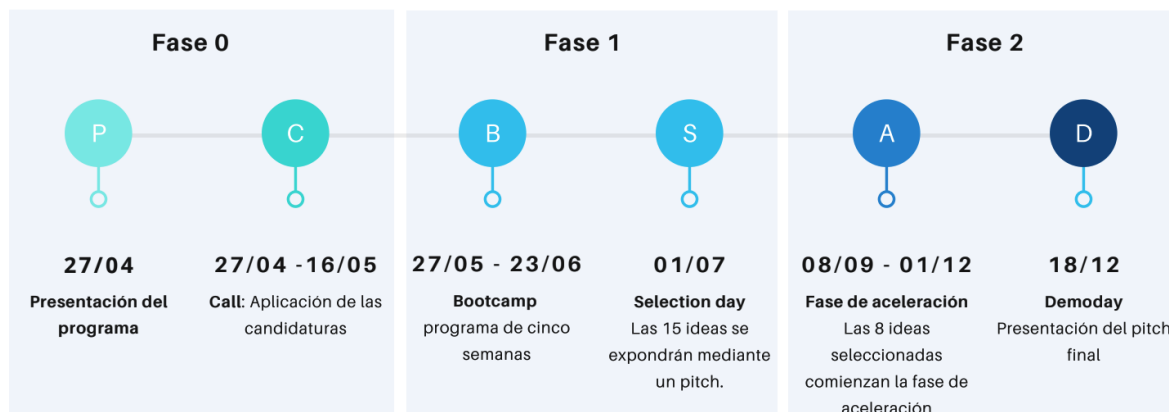 Fase 0
P
C
27/04
Presentación del
programa
27/04 -16/05
Call: Aplicación de las
candidaturas
Fase 1
B
S
27/05 - 23/06
Bootcamp
programa de cinco
semanas
01/07
Selection day
Las 15 ideas se
expondrán mediante
un pitch.
Fase 2
A
D
08/09 - 01/12
Fase de aceleración
Las 8 ideas
seleccionadas
comienzan la fase de
aceleración
18/12
Demoday
Presentación del pitch
final